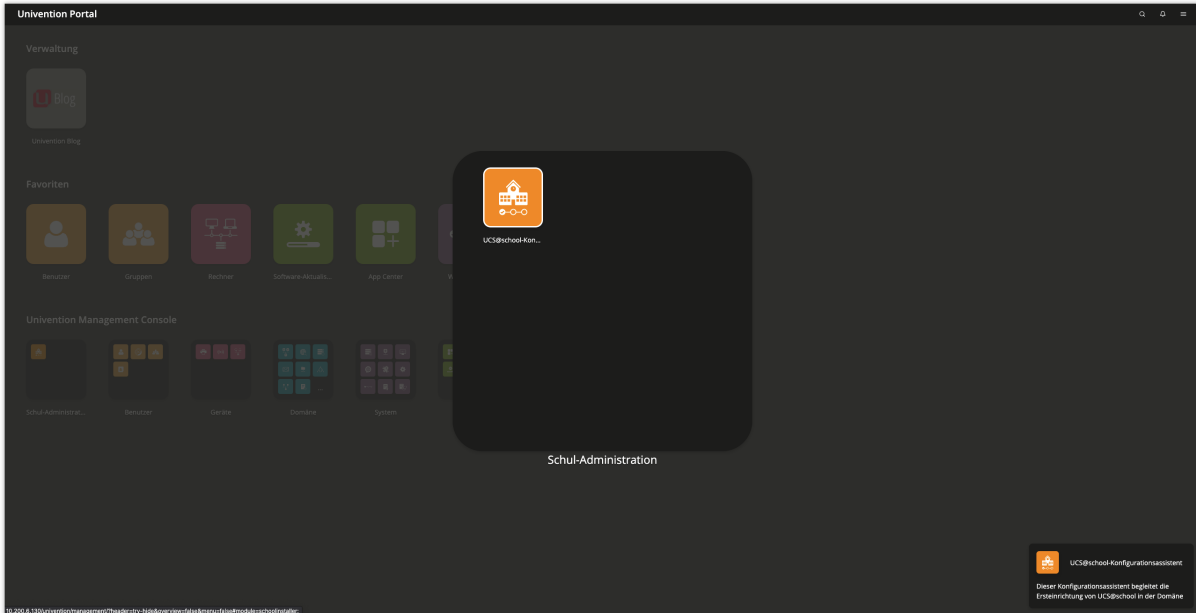 Univention Portal
Verwaltung
Blog
Univention Blog
Favoriten
Benutzer
Gruppen
Rechner
Software-Aktualis...
App Center
Univention Management Console
Schul-Administrat...
Benutzer
Geräte
Domäne
System
UCS@school-Kon...
Schul-Administration
UCS@school-Konfigurationsassistent
Dieser Konfigurationsassistent begleitet die
Ersteinrichtung von UCS@school in der Domäne
10.200.6.130/univention/management/?header=try-hide&overview=false&menu=false#module=schoolinstaller: